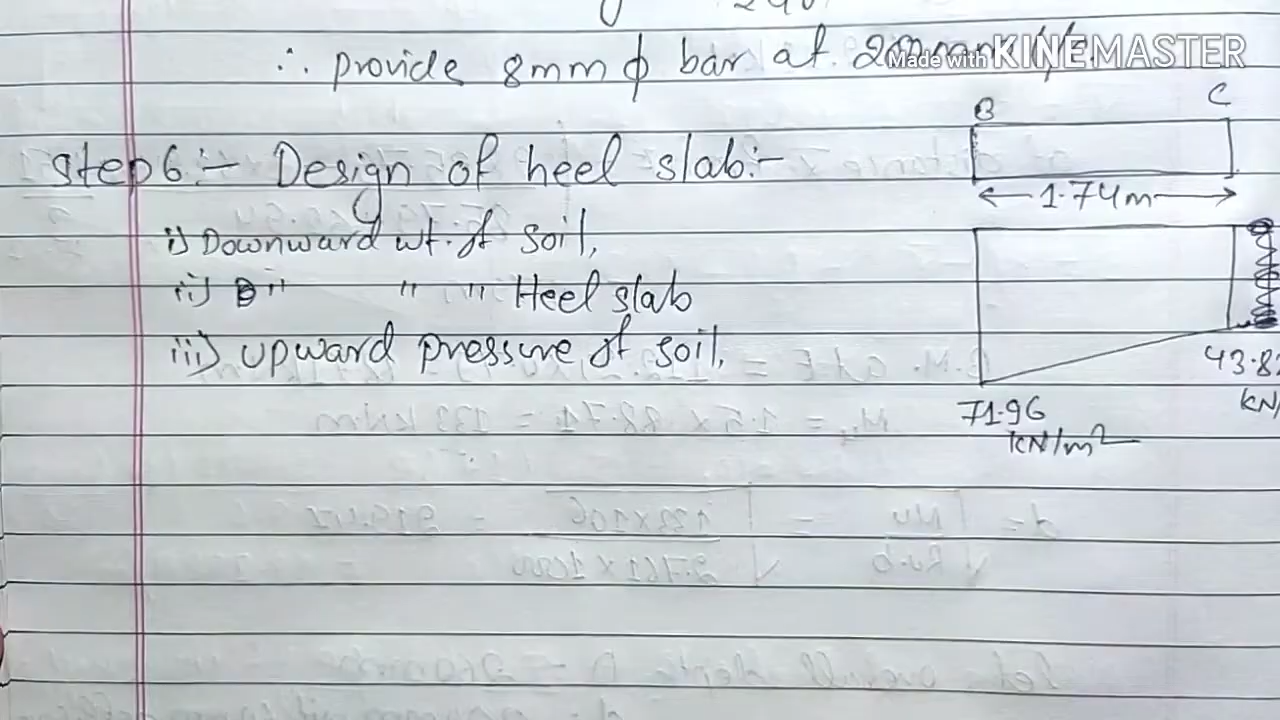 ∴ provide 8mm ϕ bar at 200mm c/c.
Made with KINEMASTER
Step 6:- Design of heel slab:-
i) Downward wt. of soil,
ii) D " " " Heel slab
iii) upward pressure of soil,
B C
1.74m
71.96
kN/m2
43.8
kN